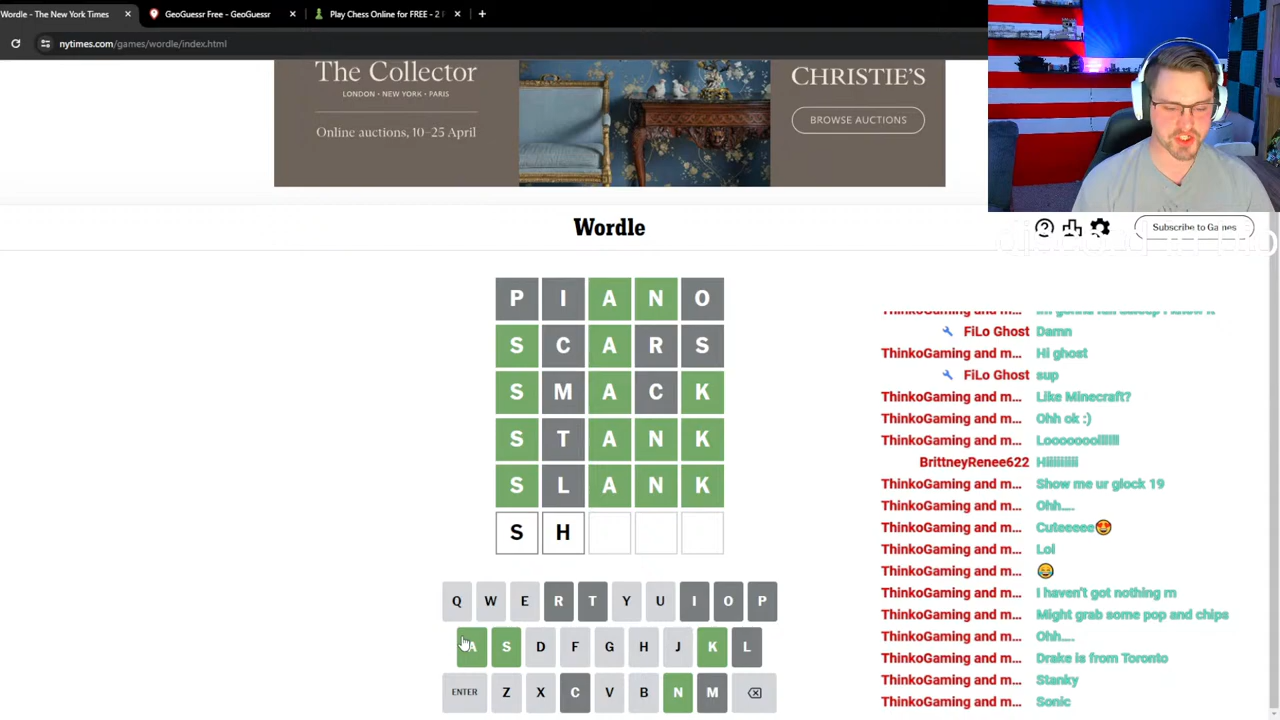 Wordle - The New York Times
GeoGuessr Free - GeoGuessr
Play Chess Online for FREE - 2
nytimes.com/games/wordle/index.html
The Collector
LONDON • NEW YORK • PARIS
Online auctions, 10–25 April
CHRISTIE'S
BROWSE AUCTIONS
Wordle
Subscribe to Games
P I A N O
S C A R S
S M A C K
S T A N K
S L A N K
S H
Q W E R T Y U I O P
A S D F G H J K L
ENTER Z X C V B N M
FiLo Ghost Damn
ThinkoGaming and m... Hi ghost
FiLo Ghost sup
ThinkoGaming and m... Like Minecraft?
ThinkoGaming and m... Ohh ok :)
ThinkoGaming and m...
BrittneyRenee622
ThinkoGaming and m... Show me ur glock 19
ThinkoGaming and m... Ohh....
ThinkoGaming and m... Cuteeeee😍
ThinkoGaming and m... Lol
ThinkoGaming and m... 😂
ThinkoGaming and m... I haven't got nothing m
ThinkoGaming and m... Might grab some pop and chips
ThinkoGaming and m... Ohh....
ThinkoGaming and m... Drake is from Toronto
ThinkoGaming and m... Stanky
ThinkoGaming and m... Sonic